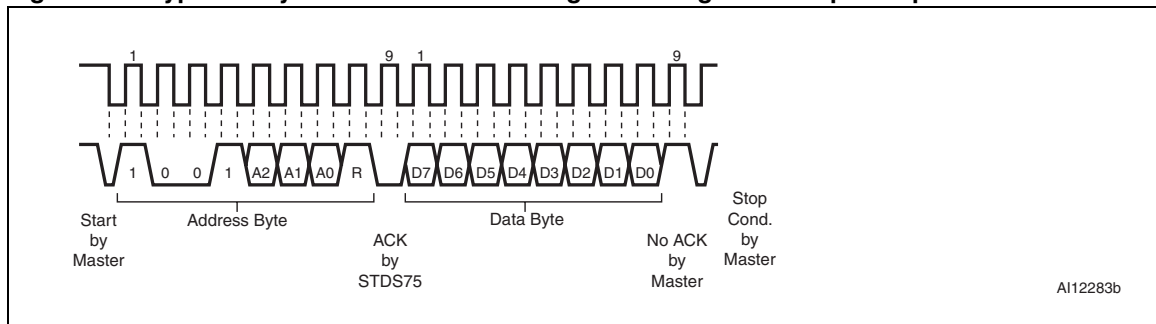 1 9 1 9
1 0 0 1 A2 A1 A0 R D7 D6 D5 D4 D3 D2 D1 D0
Start
by
Master
Address Byte
ACK
by
STDS75
Data Byte
No ACK
by
Master
Stop
Cond.
by
Master
AI12283b